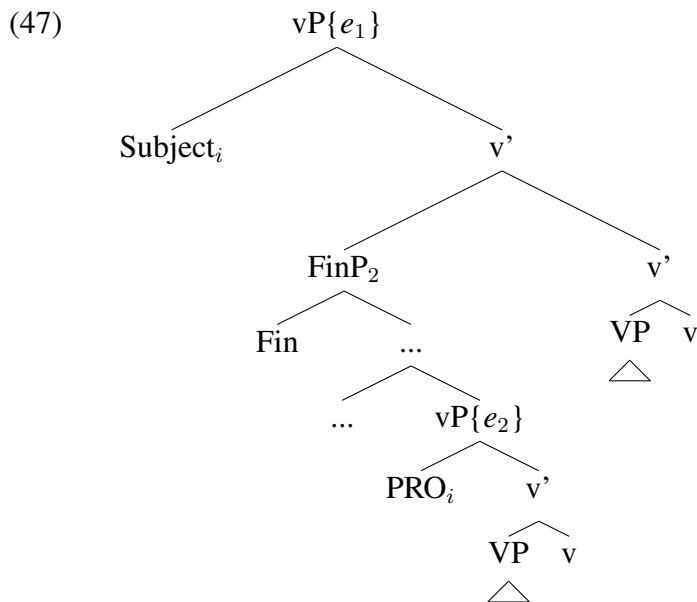 (47) vP{e₁}
Subjectᵢ v’
FinP₂ v’
Fin ... VP v
... vP{e₂}
PROᵢ v’
VP v